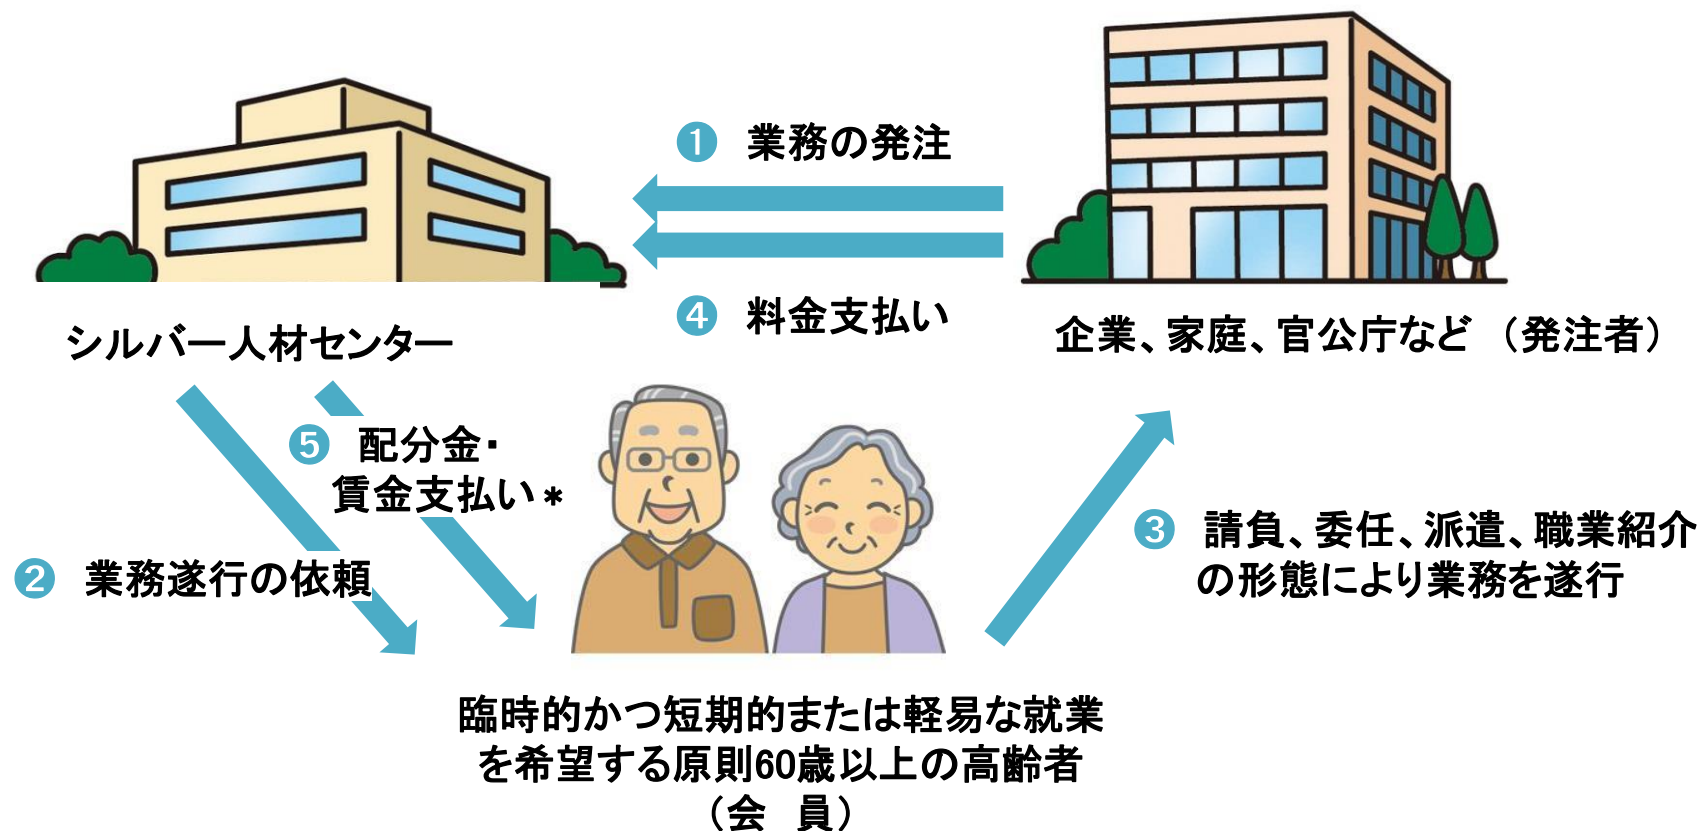 ❶ 業務の発注
❹ 料金支払い
シルバー人材センター
企業、家庭、官公庁など （発注者）
❺ 配分金・
賃金支払い＊
❷ 業務遂行の依頼
❸ 請負、委任、派遣、職業紹介
の形態により業務を遂行
臨時的かつ短期的または軽易な就業
を希望する原則60歳以上の高齢者
（会　員）